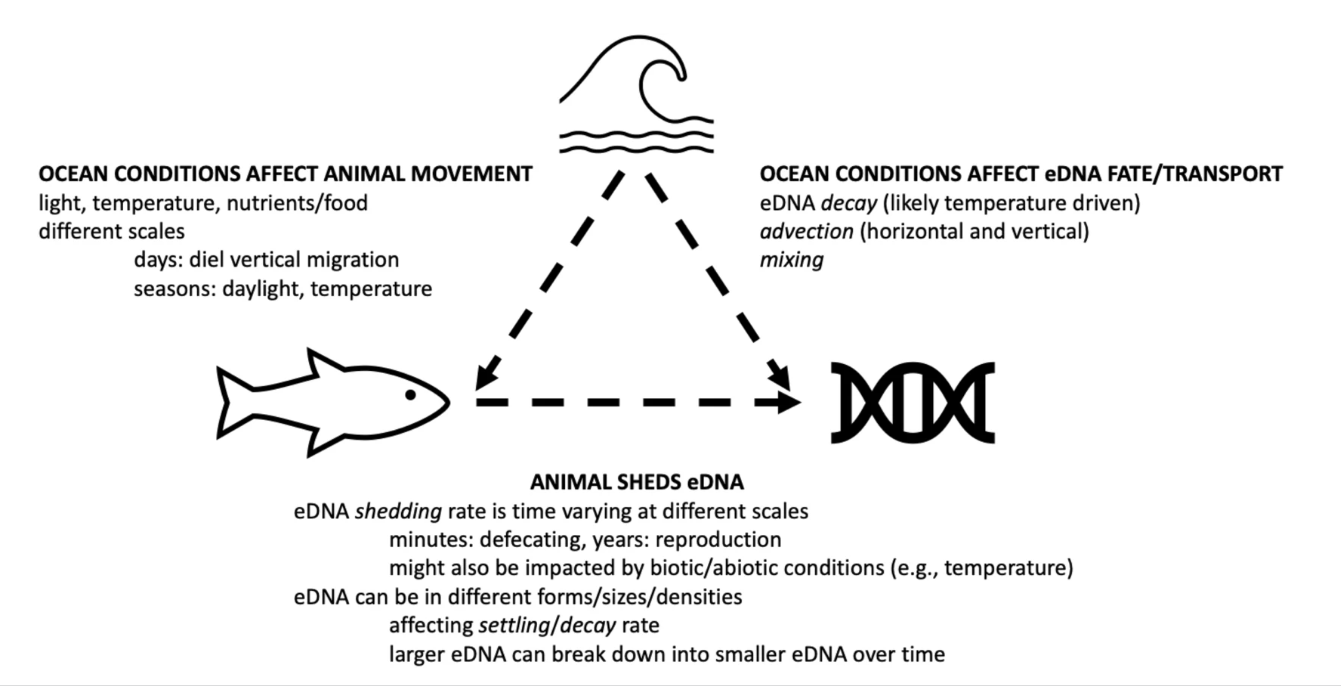 OCEAN CONDITIONS AFFECT ANIMAL MOVEMENT
light, temperature, nutrients/food
different scales
days: diel vertical migration
seasons: daylight, temperature
OCEAN CONDITIONS AFFECT eDNA FATE/TRANSPORT
eDNA decay (likely temperature driven)
advection (horizontal and vertical)
mixing
ANIMAL SHEDS eDNA
eDNA shedding rate is time varying at different scales
minutes: defecating, years: reproduction
might also be impacted by biotic/abiotic conditions (e.g., temperature)
eDNA can be in different forms/sizes/densities
affecting settling/decay rate
larger eDNA can break down into smaller eDNA over time